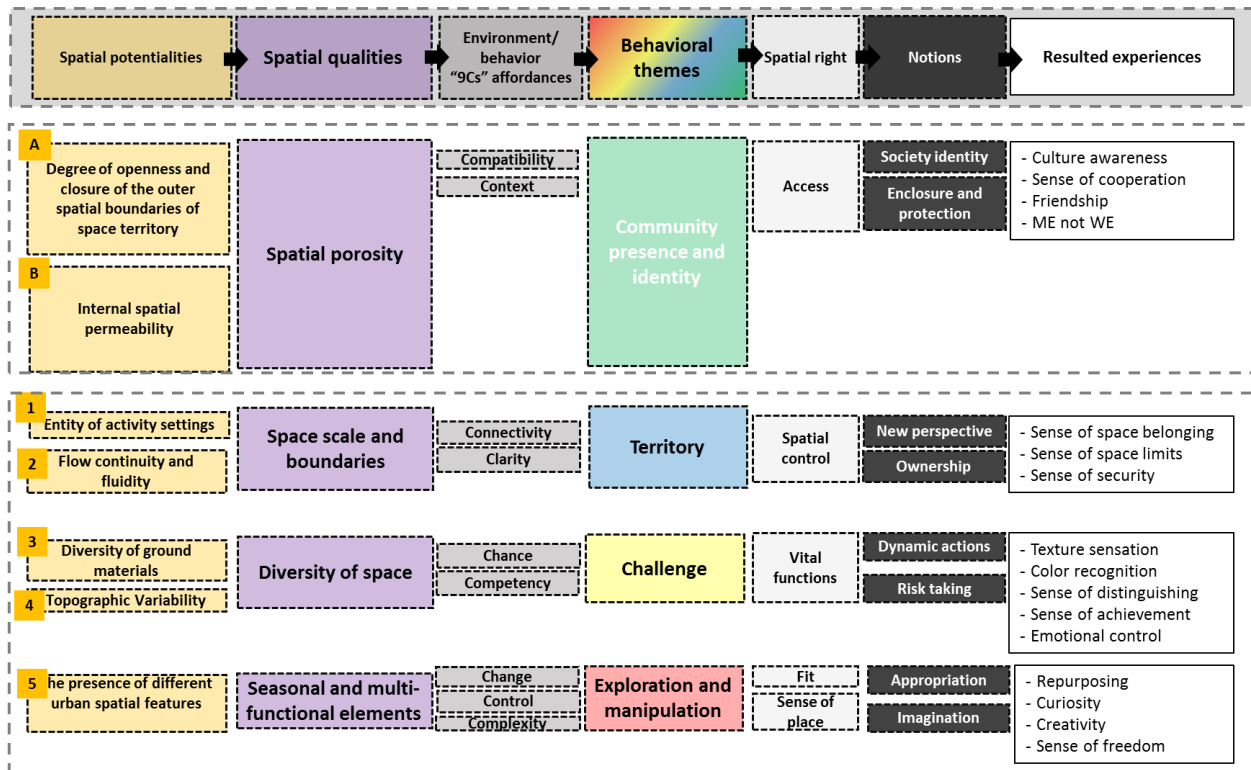 Spatial potentialities
Spatial qualities
Environment/
behavior
“9Cs” affordances
Behavioral
themes
Spatial right
Notions
Resulted experiences
A
Degree of openness and
closure of the outer
spatial boundaries of
space territory
B
Internal spatial
permeability
Spatial porosity
Compatibility
Context
Community
presence and
identity
Access
Society identity
Enclosure and
protection
- Culture awareness
- Sense of cooperation
- Friendship
- ME not WE
1
Entity of activity settings
2
Flow continuity and
fluidity
Space scale and
boundaries
Connectivity
Clarity
Territory
Spatial
control
New perspective
Ownership
- Sense of space belonging
- Sense of space limits
- Sense of security
3
Diversity of ground
materials
4
Topographic Variability
Diversity of space
Chance
Competency
Challenge
Vital
functions
Dynamic actions
Risk taking
- Texture sensation
- Color recognition
- Sense of distinguishing
- Sense of achievement
- Emotional control
5
he presence of different
urban spatial features
Seasonal and multi-
functional elements
Change
Control
Complexity
Exploration and
manipulation
Fit
Sense of
place
Appropriation
Imagination
- Repurposing
- Curiosity
- Creativity
- Sense of freedom